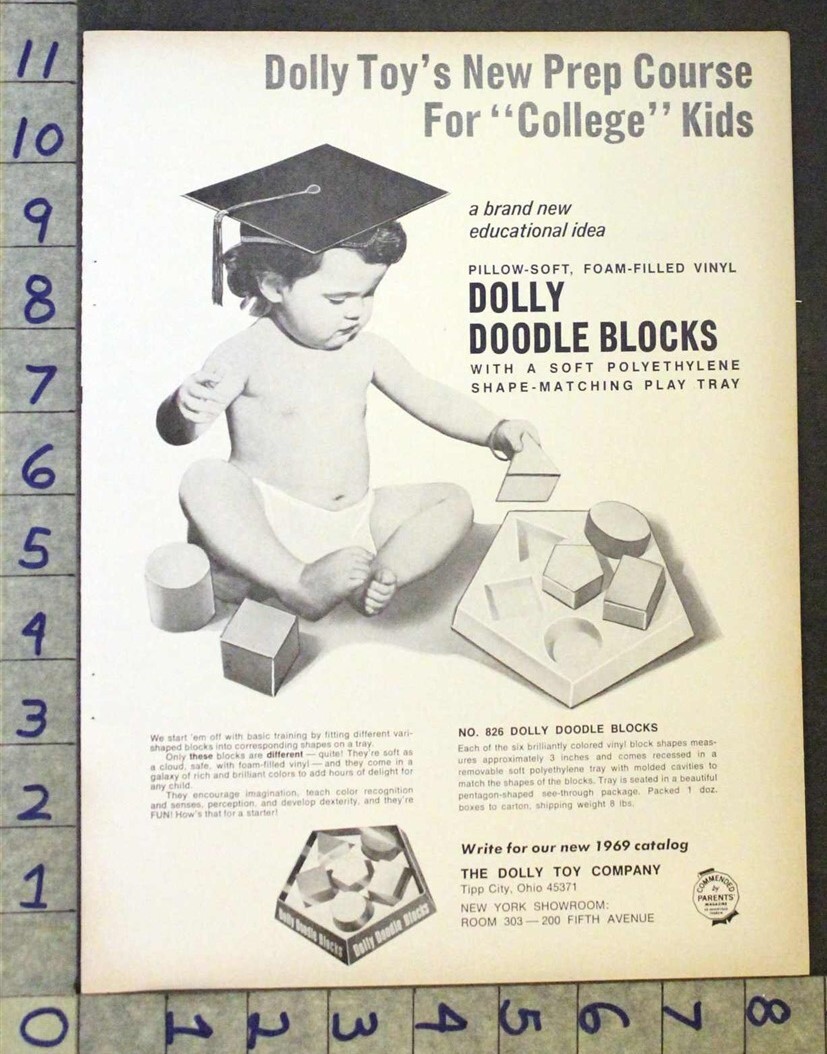 Dolly Toy's New Prep Course
For "College" Kids
a brand new
educational idea
PILLOW-SOFT, FOAM-FILLED VINYL
DOLLY
DOODLE BLOCKS
WITH A SOFT POLYETHYLENE
SHAPE-MATCHING PLAY TRAY
We start 'em off with basic training by fitting different vari-
shaped blocks into corresponding shapes on a tray.
Only these blocks are different — quite! They're soft as
a cloud, safe, with foam-filled vinyl — and they come in a
galaxy of rich and brilliant colors to add hours of delight for
any child.
They encourage imagination, teach color recognition
and senses, perception, and develop dexterity, and they're
FUN! How's that for a starter!
NO. 826 DOLLY DOODLE BLOCKS
Each of the six brilliantly colored vinyl block shapes meas-
ures approximately 3 inches and comes recessed in a
removable soft polyethylene tray with molded cavities to
match the shapes of the blocks. Tray is seated in a beautiful
pentagon-shaped see-through package. Packed 1 doz.
boxes to carton, shipping weight 8 lbs.
Dolly Doodle Blocks
Dolly Doodle Blocks
Write for our new 1969 catalog
THE DOLLY TOY COMPANY
Tipp City, Ohio 45371
NEW YORK SHOWROOM:
ROOM 303 — 200 FIFTH AVENUE
COMMENDED
by
PARENTS'
MAGAZINE
11
10
9
8
7
6
5
4
3
2
1
0
1
2
3
4
5
6
7
8